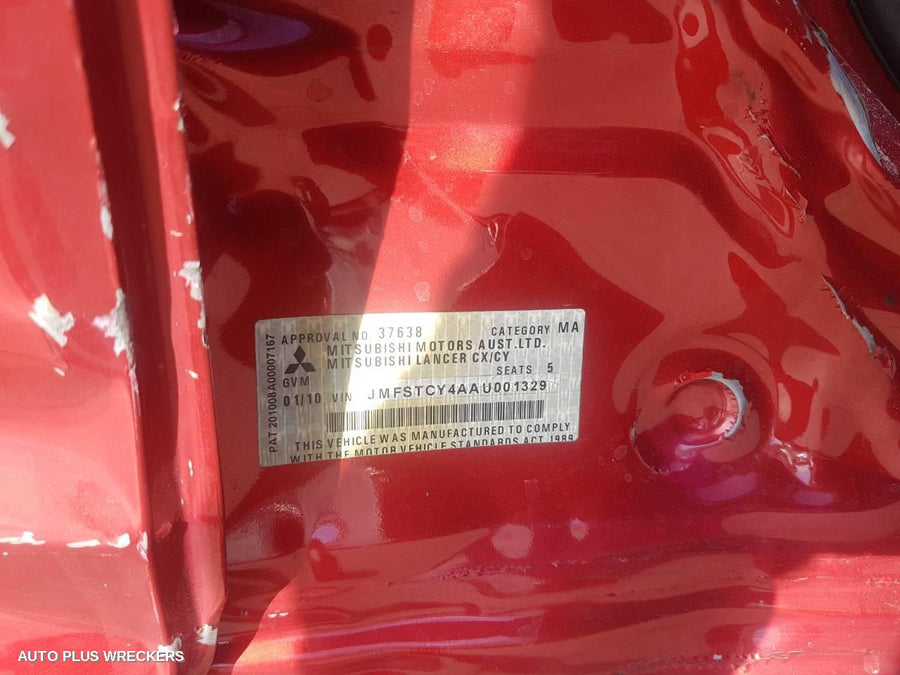 APPROVAL NO. 37638 CATEGORY MA
MITSUBISHI MOTORS AUST.LTD.
MITSUBISHI LANCER CX/CY
SEATS 5
GVM
01/10 VIN JMFSTCY4AAU001329
THIS VEHICLE WAS MANUFACTURED TO COMPLY
WITH THE MOTOR VEHICLE STANDARDS ACT 1989
PAT 201008A00007167
AUTO PLUS WRECKERS